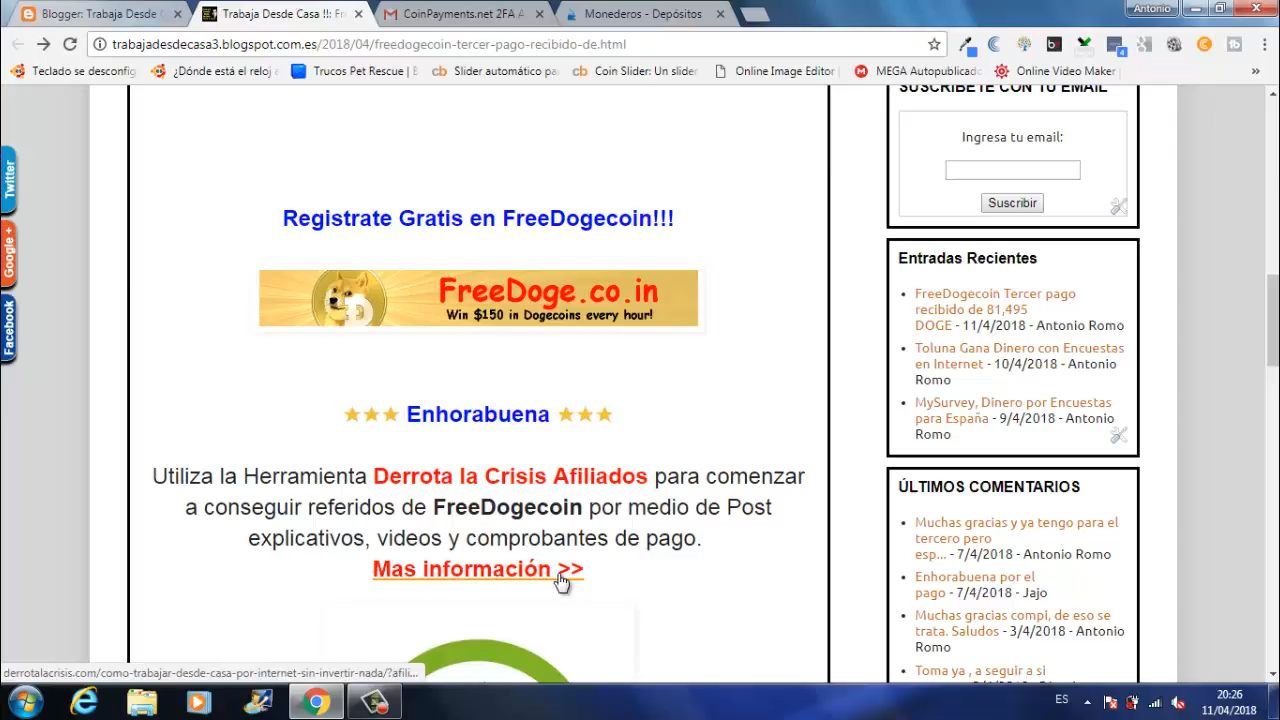 Blogger: Trabaja Desde C
Trabaja Desde Casa !!: Fr
CoinPayments.net 2FA A
Monederos - Depósitos
Antonio
trabajadesdecasa3.blogspot.com.es/2018/04/freedogecoin-tercer-pago-recibido-de.html
Teclado se desconfig
¿Dónde está el reloj
Trucos Pet Rescue | B
Slider automático pa
Coin Slider: Un slider
Online Image Editor
MEGA Autopublicado
Online Video Maker
»
Twitter
Google +
Facebook
Registrate Gratis en FreeDogecoin!!!
FreeDoge.co.in
Win $150 in Dogecoins every hour!
Enhorabuena
Utiliza la Herramienta Derrota la Crisis Afiliados para comenzar
a conseguir referidos de FreeDogecoin por medio de Post
explicativos, videos y comprobantes de pago.
Mas información >>
SUSCRIBETE CON TU EMAIL
Ingresa tu email:
Suscribir
Entradas Recientes
FreeDogecoin Tercer pago
recibido de 81,495
DOGE - 11/4/2018 - Antonio Romo
Toluna Gana Dinero con Encuestas
en Internet - 10/4/2018 - Antonio
Romo
MySurvey, Dinero por Encuestas
para España - 9/4/2018 - Antonio
Romo
ÚLTIMOS COMENTARIOS
Muchas gracias y ya tengo para el
tercero pero
esp... - 7/4/2018 - Antonio Romo
Enhorabuena por el
pago - 7/4/2018 - Jajo
Muchas gracias compi, de eso se
trata. Saludos - 3/4/2018 - Antonio
Romo
Toma ya , a seguir a si
derrotalacrisis.com/como-trabajar-desde-casa-por-internet-sin-invertir-nada/?afili...
ES
20:26
11/04/2018